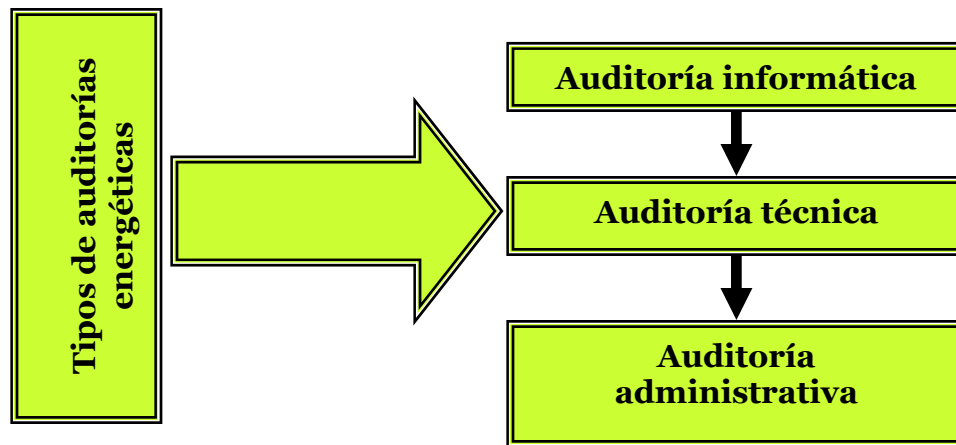 Tipos de auditorías
energéticas
Auditoría informática
Auditoría técnica
Auditoría
administrativa